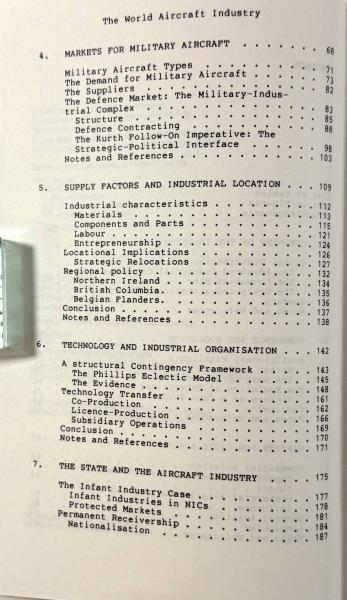 The World Aircraft Industry
4. MARKETS FOR MILITARY AIRCRAFT . . . . . . . 68
Military Aircraft Types . . . . . . . . . . 71
The Demand for Military Aircraft . . . . . . 73
The Suppliers . . . . . . . . . . . . . . . 82
The Defence Market: The Military-Indus-
trial Complex . . . . . . . . . . . . . . 83
Structure . . . . . . . . . . . . . . . . 85
Defence Contracting . . . . . . . . . . . 88
The Kurth Follow-On Imperative: The
Strategic-Political Interface . . . . . . 98
Notes and References . . . . . . . . . . . . 103
5. SUPPLY FACTORS AND INDUSTRIAL LOCATION . . . 109
Industrial characteristics . . . . . . . . . 112
Materials . . . . . . . . . . . . . . . . 113
Components and Parts . . . . . . . . . . . 115
Labour . . . . . . . . . . . . . . . . . . 121
Entrepreneurship . . . . . . . . . . . . . 124
Locational Implications . . . . . . . . . . 126
Strategic Relocations . . . . . . . . . . 127
Regional policy . . . . . . . . . . . . . . 132
Northern Ireland . . . . . . . . . . . . . 134
British Columbia. . . . . . . . . . . . . 135
Belgian Flanders. . . . . . . . . . . . . 136
Conclusion . . . . . . . . . . . . . . . . . 137
Notes and References . . . . . . . . . . . . 138
6. TECHNOLOGY AND INDUSTRIAL ORGANISATION . . . 142
A structural Contingency Framework . . . . . 143
The Phillips Eclectic Model . . . . . . . 145
The Evidence . . . . . . . . . . . . . . . 148
Technology Transfer . . . . . . . . . . . . 161
Co-Production . . . . . . . . . . . . . . 162
Licence-Production . . . . . . . . . . . . 166
Subsidiary Operations . . . . . . . . . . 169
Conclusion . . . . . . . . . . . . . . . . . 170
Notes and References . . . . . . . . . . . . 171
7. THE STATE AND THE AIRCRAFT INDUSTRY . . . . . 175
The Infant Industry Case . . . . . . . . . . 177
Infant Industries in NICs . . . . . . . . 178
Protected Markets . . . . . . . . . . . . 181
Permanent Receivership . . . . . . . . . . . 184
Nationalisation . . . . . . . . . . . . . 187